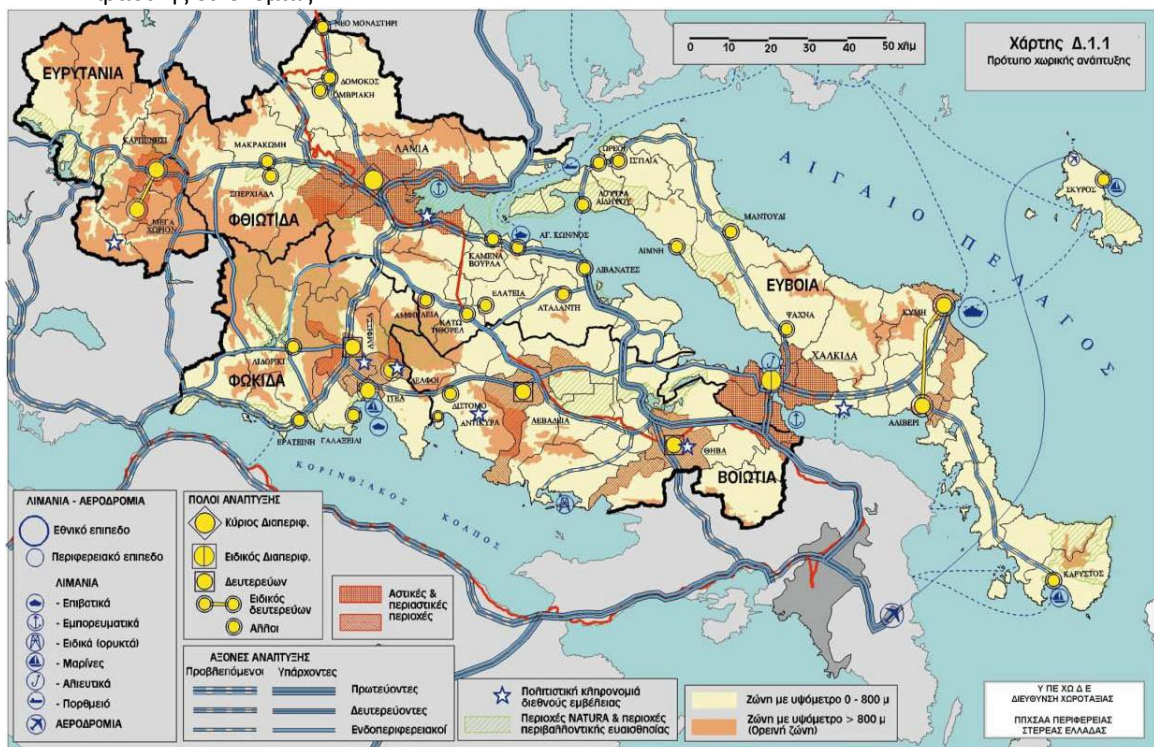 ΝΕΟ ΜΟΝΑΣΤΗΡΙ
0 10 20 30 40 50 χλμ
Χάρτης Δ.1.1
Πρότυπο χωρικής ανάπτυξης
ΕΥΡΥΤΑΝΙΑ
ΔΟΜΟΚΟΣ
ΟΜΒΡΙΑΚΗ
ΚΑΡΠΕΝΗΣΙ
ΜΑΚΡΑΚΩΜΗ
ΛΑΜΙΑ
ΣΠΕΡΧΙΑΔΑ
ΩΡΕΟΙ
ΙΣΤΙΑΙΑ
ΑΙΓΑΙΟ ΠΕΛΑΓΟΣ
ΣΚΥΡΟΣ
ΜΕΓΑ
ΧΩΡΙΟΝ
ΦΘΙΩΤΙΔΑ
ΛΟΥΤΡΑ
ΑΙΔΗΨΟΥ
ΜΑΝΤΟΥΔΙ
ΑΓ. ΚΩΝ/ΝΟΣ
ΛΙΜΝΗ
ΚΑΜΕΝΑ
ΒΟΥΡΛΑ
ΛΙΒΑΝΑΤΕΣ
ΕΥΒΟΙΑ
ΕΛΑΤΕΙΑ
ΑΜΦΙΚΛΕΙΑ
ΚΑΤΩ
ΤΙΘΟΡΕΑ
ΑΤΑΛΑΝΤΗ
ΨΑΧΝΑ
ΚΥΜΗ
ΑΜΦΙΣΣΑ
ΛΙΔΟΡΙΚΙ
ΧΑΛΚΙΔΑ
ΦΩΚΙΔΑ
ΔΕΛΦΟΙ
ΙΤΕΑ
ΔΙΣΤΟΜΟ
ΑΝΤΙΚΥΡΑ
ΛΕΒΑΔΕΙΑ
ΑΛΙΒΕΡΙ
ΕΡΑΤΕΙΝΗ
ΓΑΛΑΞΕΙΔΙ
ΘΗΒΑ
ΒΟΙΩΤΙΑ
ΚΟΡΙΝΘΙΑΚΟΣ ΚΟΛΠΟΣ
ΚΑΡΥΣΤΟΣ
ΛΙΜΑΝΙΑ - ΑΕΡΟΔΡΟΜΙΑ
Εθνικό επιπεδο
Περιφερειακό επιπεδο
ΛΙΜΑΝΙΑ
- Επιβατικά
- Εμπορευματικά
- Ειδικά (ορυκτά)
- Μαρίνες
- Αλιευτικά
- Πορθμείο
ΑΕΡΟΔΡΟΜΙΑ
ΠΟΛΟΙ ΑΝΑΠΤΥΞΗΣ
Κύριος Διαπεριφ.
Ειδικός Διαπεριφ.
Δευτερεύων
Ειδικός
δευτερεύων
Άλλοι
Αστικές &
περιαστικές
περιοχές
ΑΞΟΝΕΣ ΑΝΑΠΤΥΞΗΣ
Προβλεπόμενοι Υπάρχοντες
Πρωτεύοντες
Δευτερεύοντες
Ενδοπεριφερειακοί
Πολιτιστική κληρονομία
διεθνούς εμβέλειας
Περιοχές NATURA & περιοχές
περιβαλλοντικής ευαισθησίας
Ζώνη με υψόμετρο 0 - 800 μ
Ζώνη με υψόμετρο > 800 μ
(Ορεινή ζώνη)
Υ ΠΕ ΧΩ Δ Ε
ΔΙΕΥΘΥΝΣΗ ΧΩΡΟΤΑΞΙΑΣ
ΠΠΧΣΑΑ ΠΕΡΙΦΕΡΕΙΑΣ
ΣΤΕΡΕΑΣ ΕΛΛΑΔΑΣ